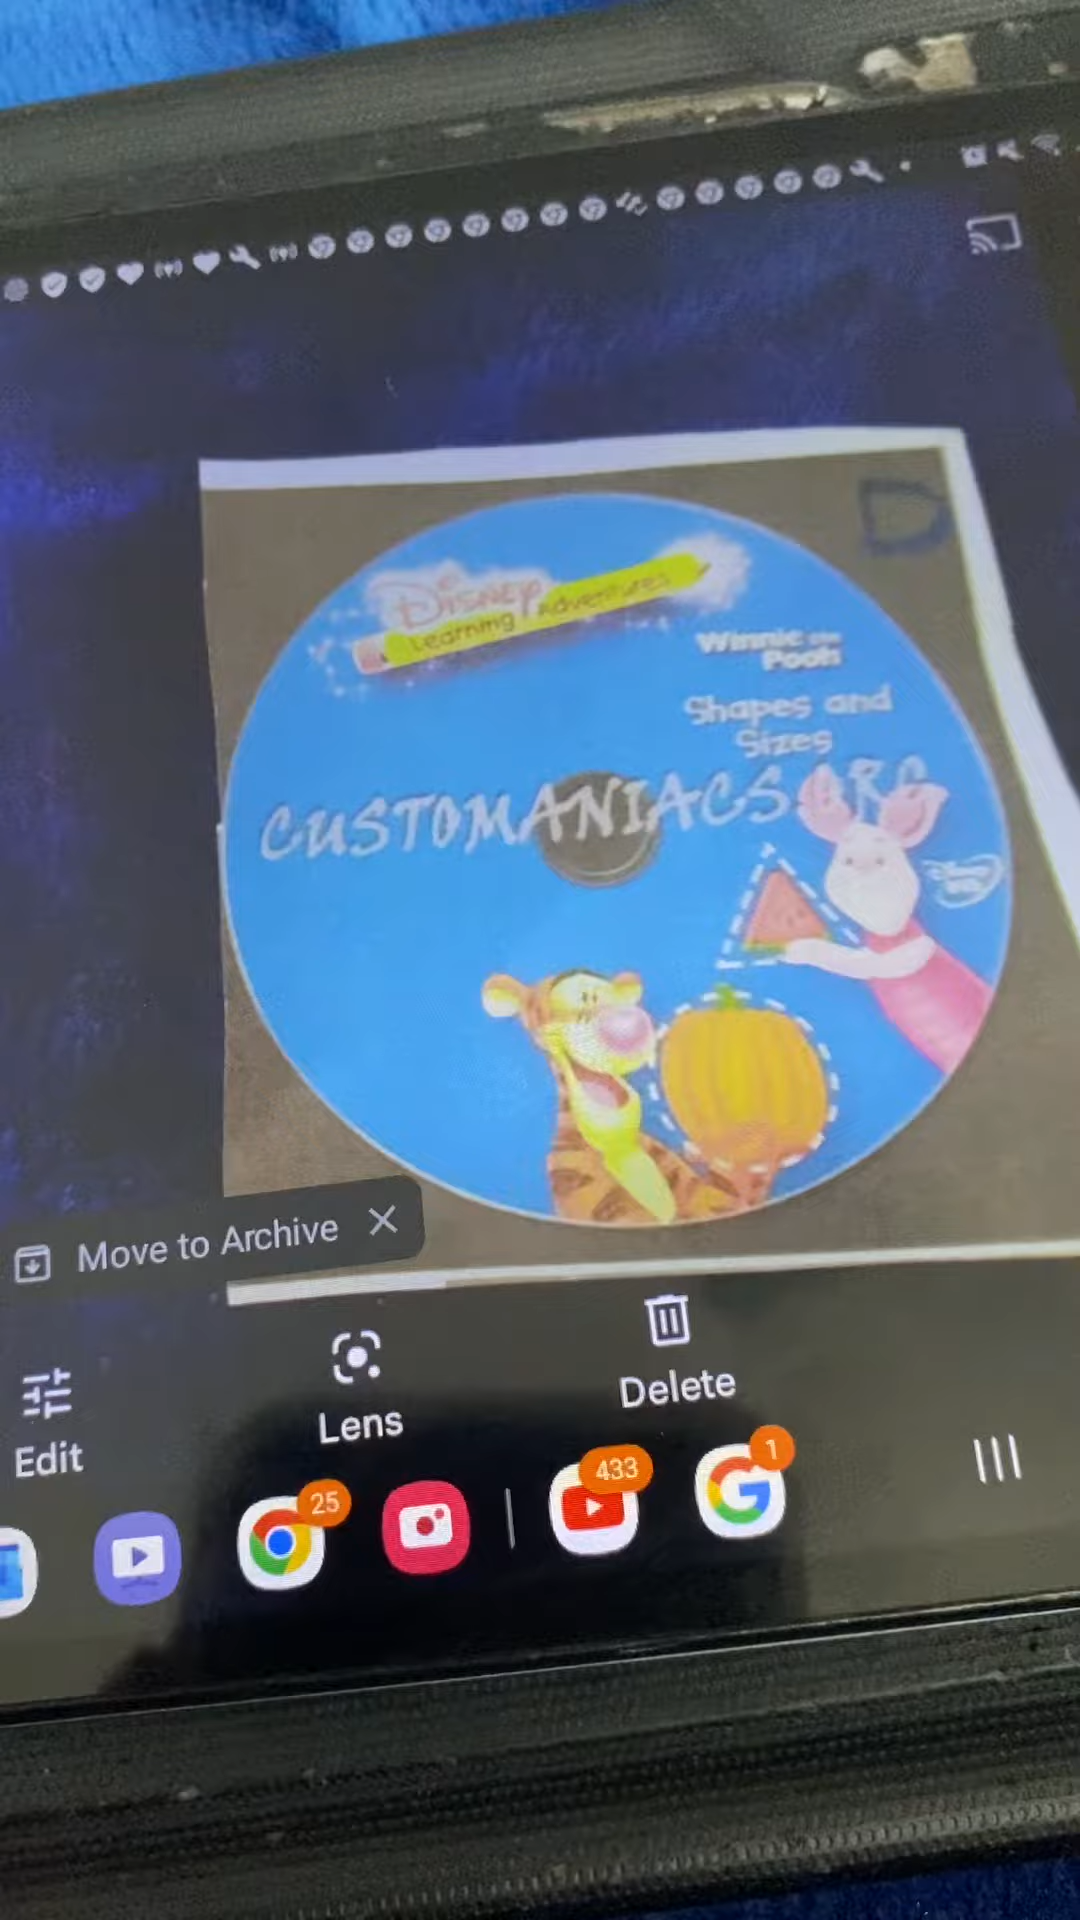 D
Disney
Learning Adventures
Winnie the
Pooh
Shapes and
Sizes
CUSTOMANIACS.ORG
Move to Archive
Edit
Lens
Delete
25
433
1